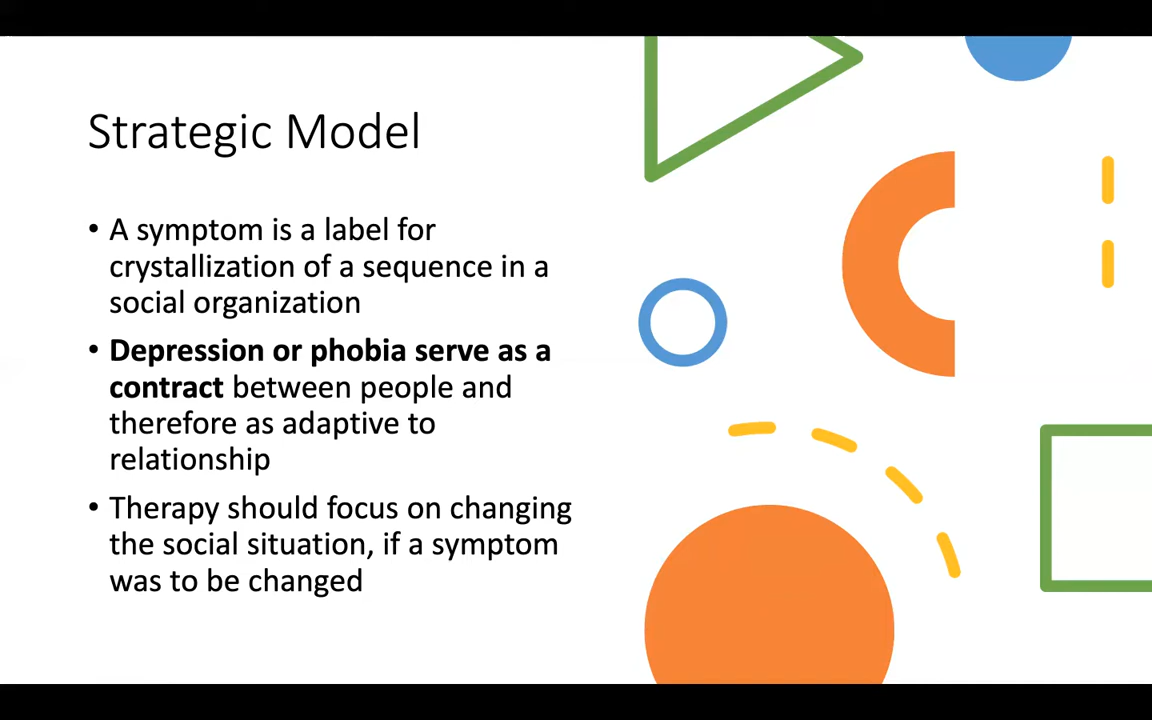 Strategic Model
• A symptom is a label for
crystallization of a sequence in a
social organization
• Depression or phobia serve as a
contract between people and
therefore as adaptive to
relationship
• Therapy should focus on changing
the social situation, if a symptom
was to be changed